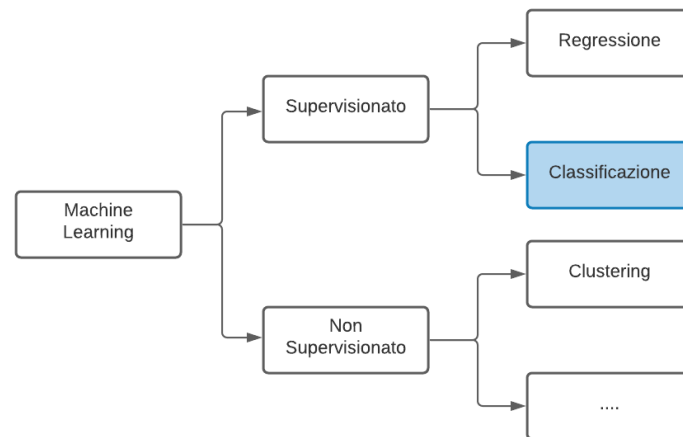 Machine
Learning
Supervisionato
Non
Supervisionato
Regressione
Classificazione
Clustering
....